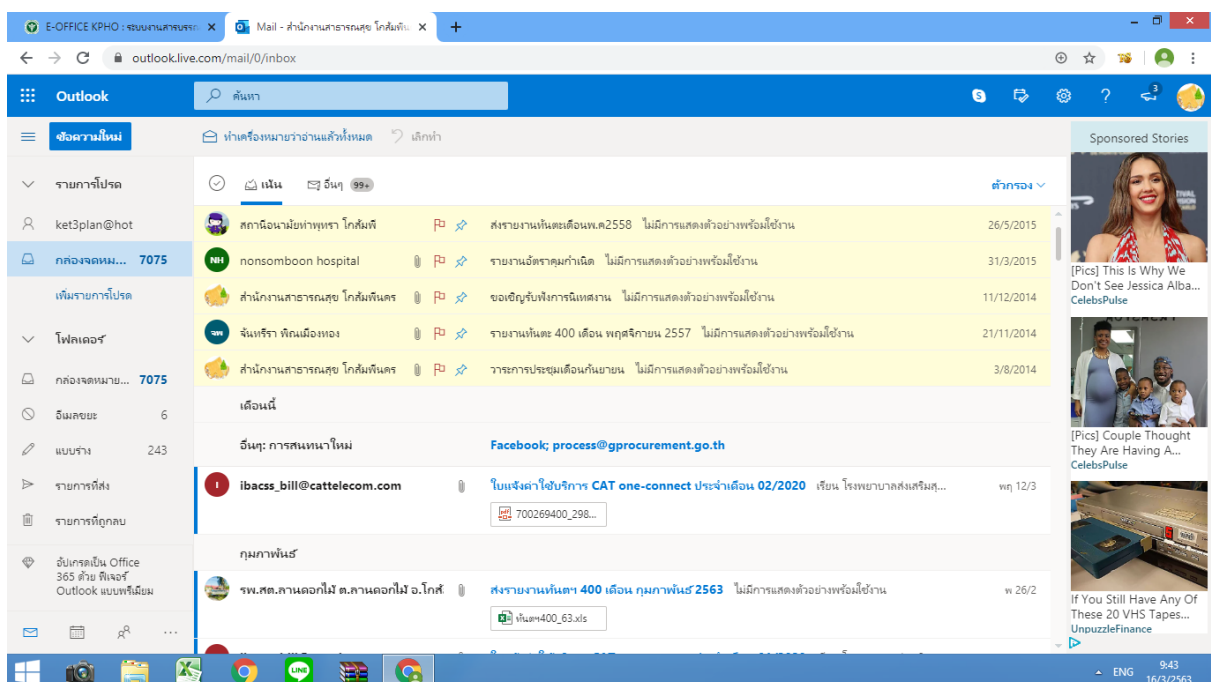 E-OFFICE KPHO : ระบบงานสารบรรณ
Mail - สำนักงานสาธารณสุข โกสัมพีน
outlook.live.com/mail/0/inbox
Outlook
ค้นหา
3
ข้อความใหม่
ทำเครื่องหมายว่าอ่านแล้วทั้งหมด
เลิกทำ
Sponsored Stories
รายการโปรด
เน้น
อื่นๆ 99+
ตัวกรอง
ket3plan@hot
กล่องจดหม... 7075
เพิ่มรายการโปรด
โฟลเดอร์
กล่องจดหมาย... 7075
อีเมลขยะ 6
แบบร่าง 243
รายการที่ส่ง
รายการที่ถูกลบ
อัปเกรดเป็น Office
365 ด้วย ฟีเจอร์
Outlook แบบพรีเมียม
สถานีอนามัยท่าพุทรา โกสัมพี ส่งรายงานทันตะเดือนพ.ค2558 ไม่มีการแสดงตัวอย่างพร้อมใช้งาน 26/5/2015
NH nonsomboon hospital รายงานอัตราคุมกำเนิด ไม่มีการแสดงตัวอย่างพร้อมใช้งาน 31/3/2015
สำนักงานสาธารณสุข โกสัมพีนคร ขอเชิญรับฟังการนิเทศงาน ไม่มีการแสดงตัวอย่างพร้อมใช้งาน 11/12/2014
จพ จันทรีรา พิณเมืองทอง รายงานทันตะ 400 เดือน พฤศจิกายน 2557 ไม่มีการแสดงตัวอย่างพร้อมใช้งาน 21/11/2014
สำนักงานสาธารณสุข โกสัมพีนคร วาระการประชุมเดือนกันยายน ไม่มีการแสดงตัวอย่างพร้อมใช้งาน 3/8/2014
เดือนนี้
อื่นๆ: การสนทนาใหม่ Facebook; process@gprocurement.go.th
I ibacss_bill@cattelecom.com ใบแจ้งค่าใช้บริการ CAT one-connect ประจำเดือน 02/2020 เรียน โรงพยาบาลส่งเสริมสุ... พฤ 12/3
700269400_298...
กุมภาพันธ์
รพ.สต.ลานดอกไม้ ต.ลานดอกไม้ อ.โกสั ส่งรายงานทันตฯ 400 เดือน กุมภาพันธ์ 2563 ไม่มีการแสดงตัวอย่างพร้อมใช้งาน พ 26/2
ทันตฯ400_63.xls
[Pics] This Is Why We
Don't See Jessica Alba...
CelebsPulse
[Pics] Couple Thought
They Are Having A...
CelebsPulse
If You Still Have Any Of
These 20 VHS Tapes...
UnpuzzleFinance
LINE
ENG
9:43
16/3/2563